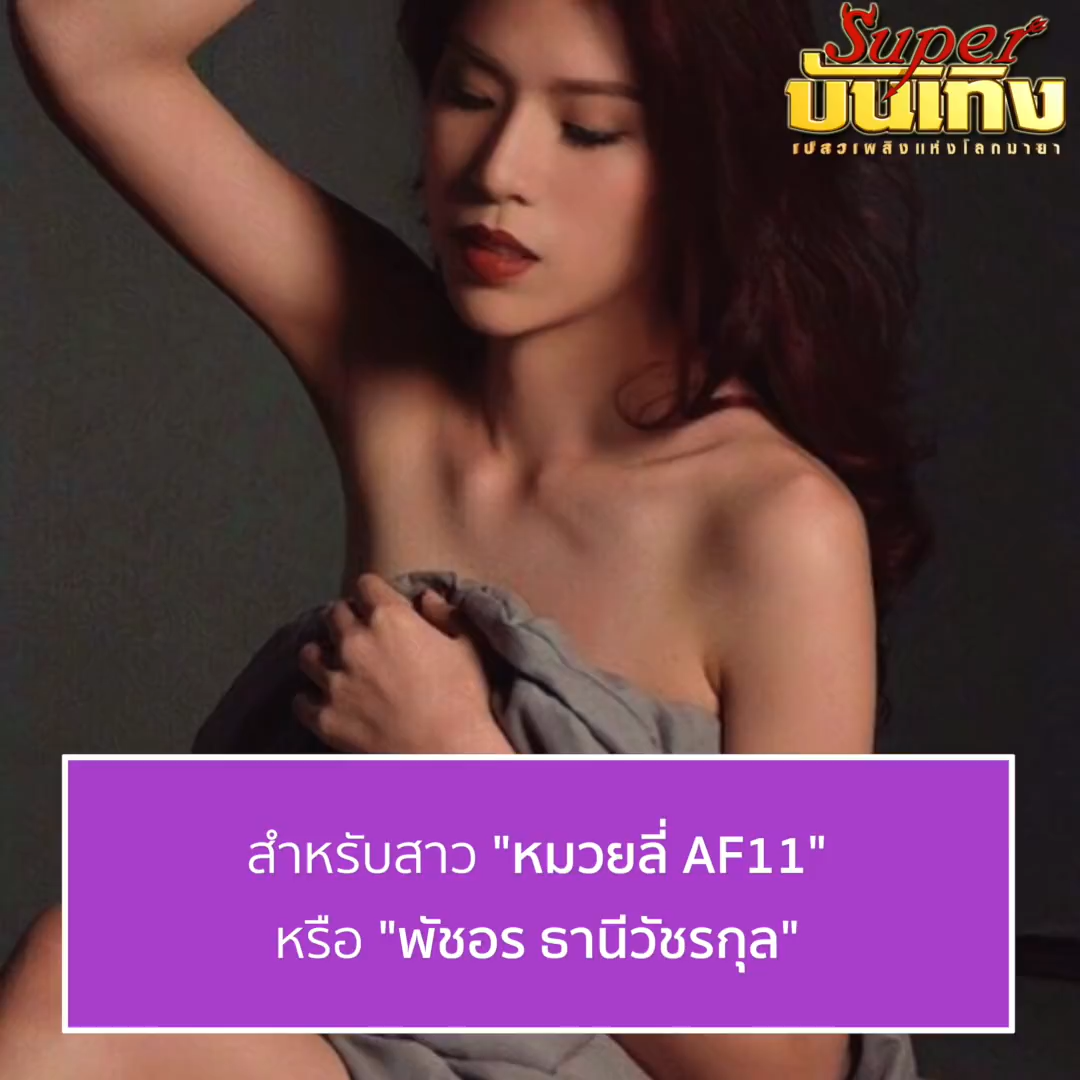 Super
บันเทิง
เปลวเพลิงแห่งโลกมายา
สำหรับสาว "หมวยลี่ AF11"
หรือ "พัชอร ธานีวัชรกุล"